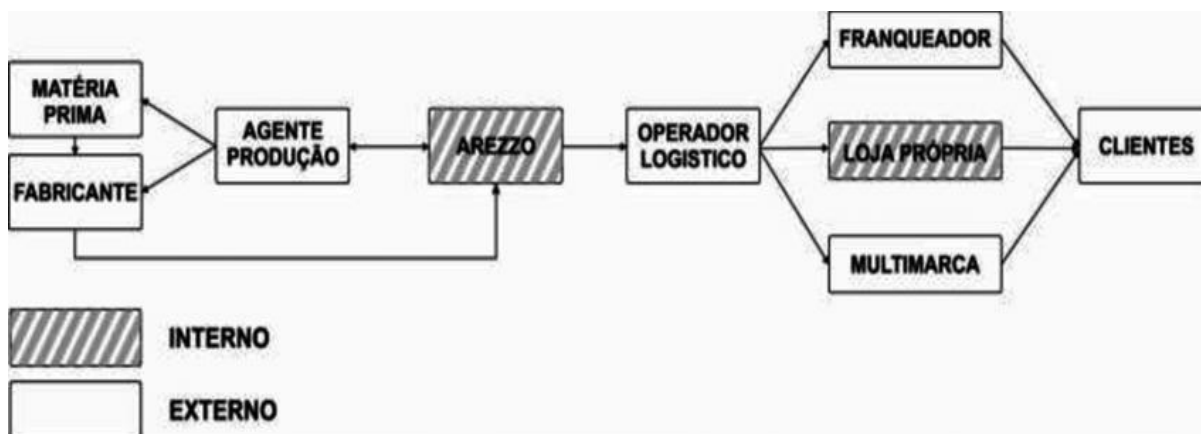 MATÉRIA
PRIMA
FABRICANTE
AGENTE
PRODUÇÃO
AREZZO
OPERADOR
LOGISTICO
FRANQUEADOR
LOJA PRÓPRIA
MULTIMARCA
CLIENTES
INTERNO
EXTERNO